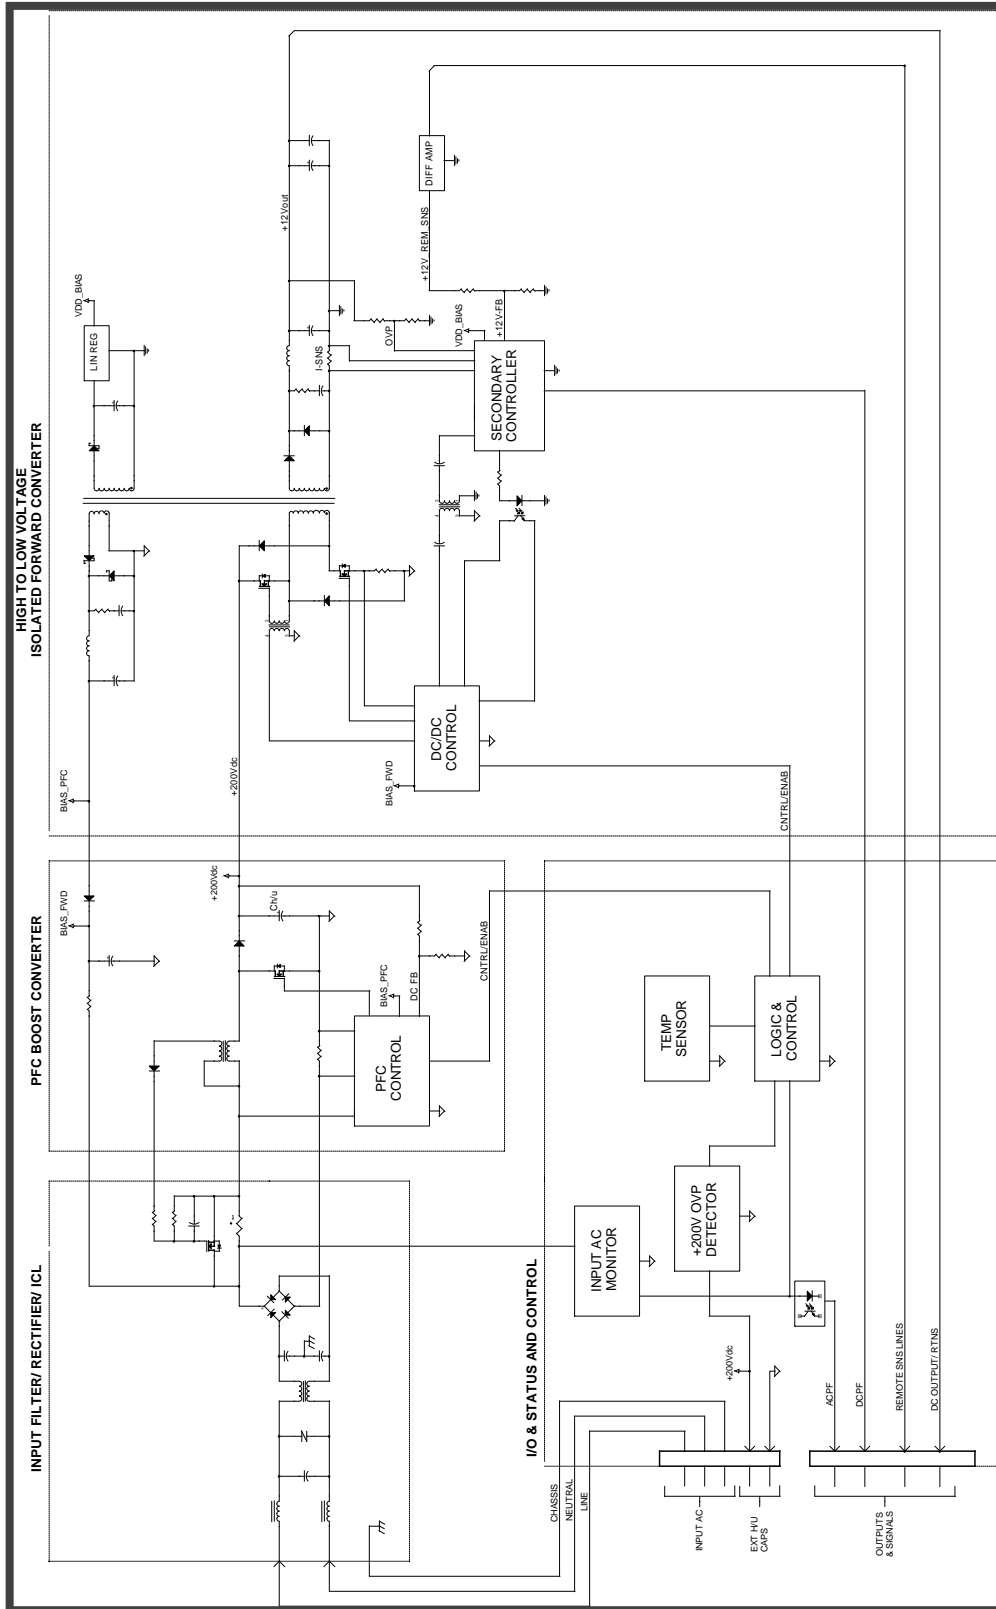 HIGH TO LOW VOLTAGE
ISOLATED FORWARD CONVERTER
PFC BOOST CONVERTER
INPUT FILTER/ RECTIFIER/ ICL
I/O & STATUS AND CONTROL
VDD_BIAS
LIN REG
+12Vout
I-SNS
OVP
DIFF AMP
+12V_REM_SNS
+12V-FB
VDD_BIAS
SECONDARY
CONTROLLER
BIAS_PFC
+200Vdc
BIAS_FWD
DC/DC
CONTROL
CNTRL/ENAB
BIAS_FWD
+200Vdc
Ch/u
BIAS_PFC
DC FB
PFC
CONTROL
CNTRL/ENAB
TEMP
SENSOR
LOGIC &
CONTROL
+200V OVP
DETECTOR
INPUT AC
MONITOR
+200Vdc
ACPF
DCPF
REMOTE SNS LINES
DC OUTPUT/ RTNS
CHASSIS
NEUTRAL
LINE
INPUT AC
EXT H/U
CAPS
OUTPUTS
& SIGNALS